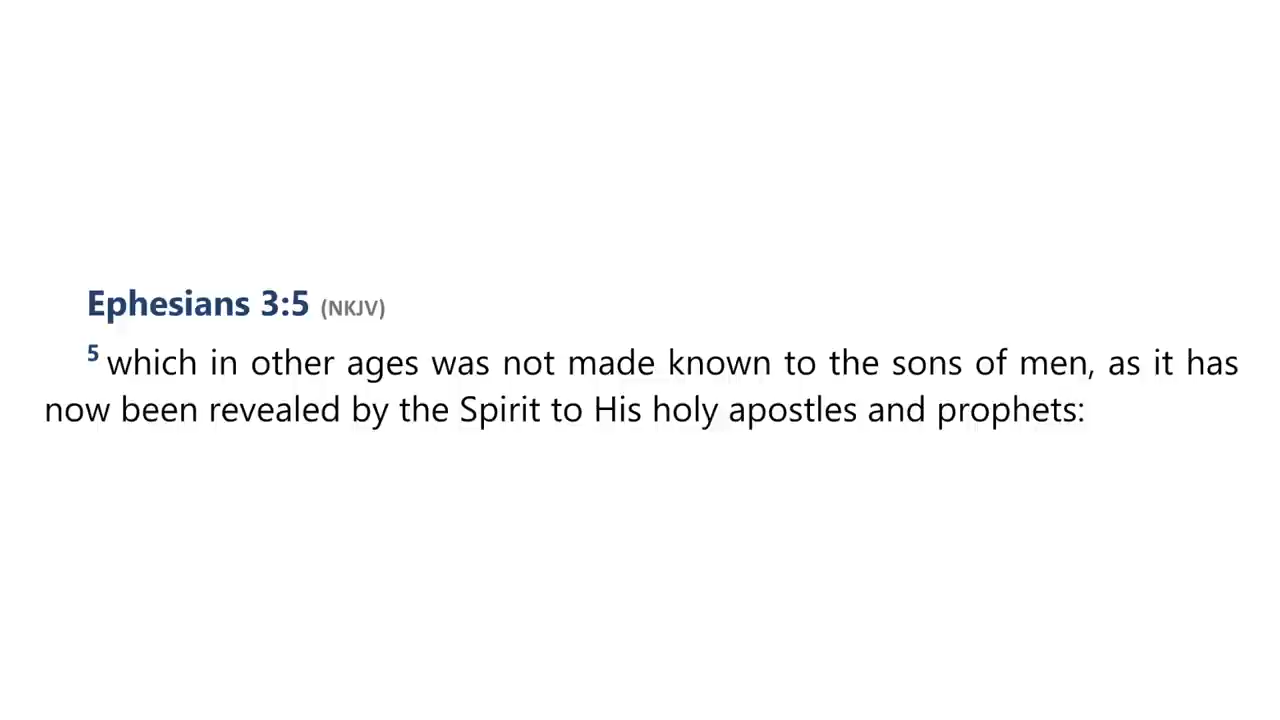 Ephesians 3:5 (NKJV)
5 which in other ages was not made known to the sons of men, as it has
now been revealed by the Spirit to His holy apostles and prophets: